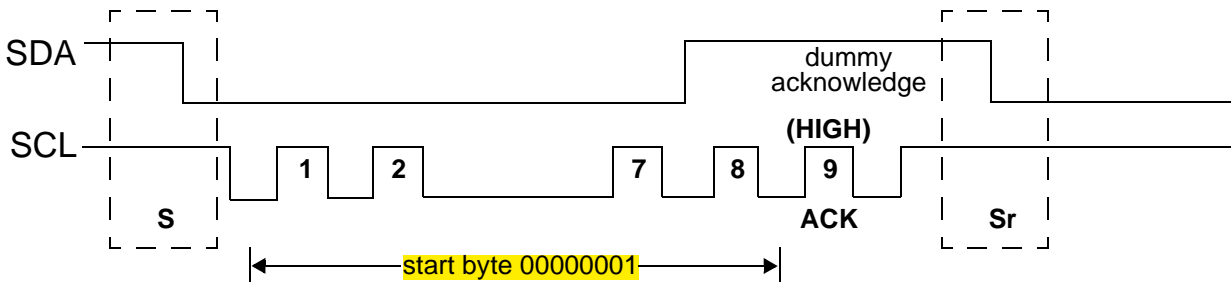 SDA
dummy
acknowledge
SCL
(HIGH)
1 2 7 8 9
S ACK Sr
start byte 00000001